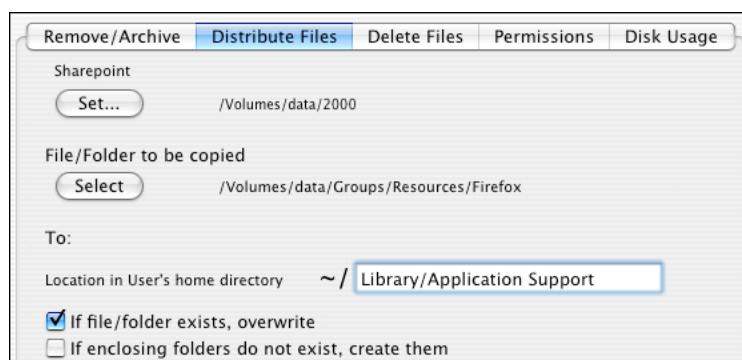 Remove/Archive Distribute Files Delete Files Permissions Disk Usage
Sharepoint
Set... /Volumes/data/2000
File/Folder to be copied
Select /Volumes/data/Groups/Resources/Firefox
To:
Location in User's home directory ~/ Library/Application Support
If file/folder exists, overwrite
If enclosing folders do not exist, create them